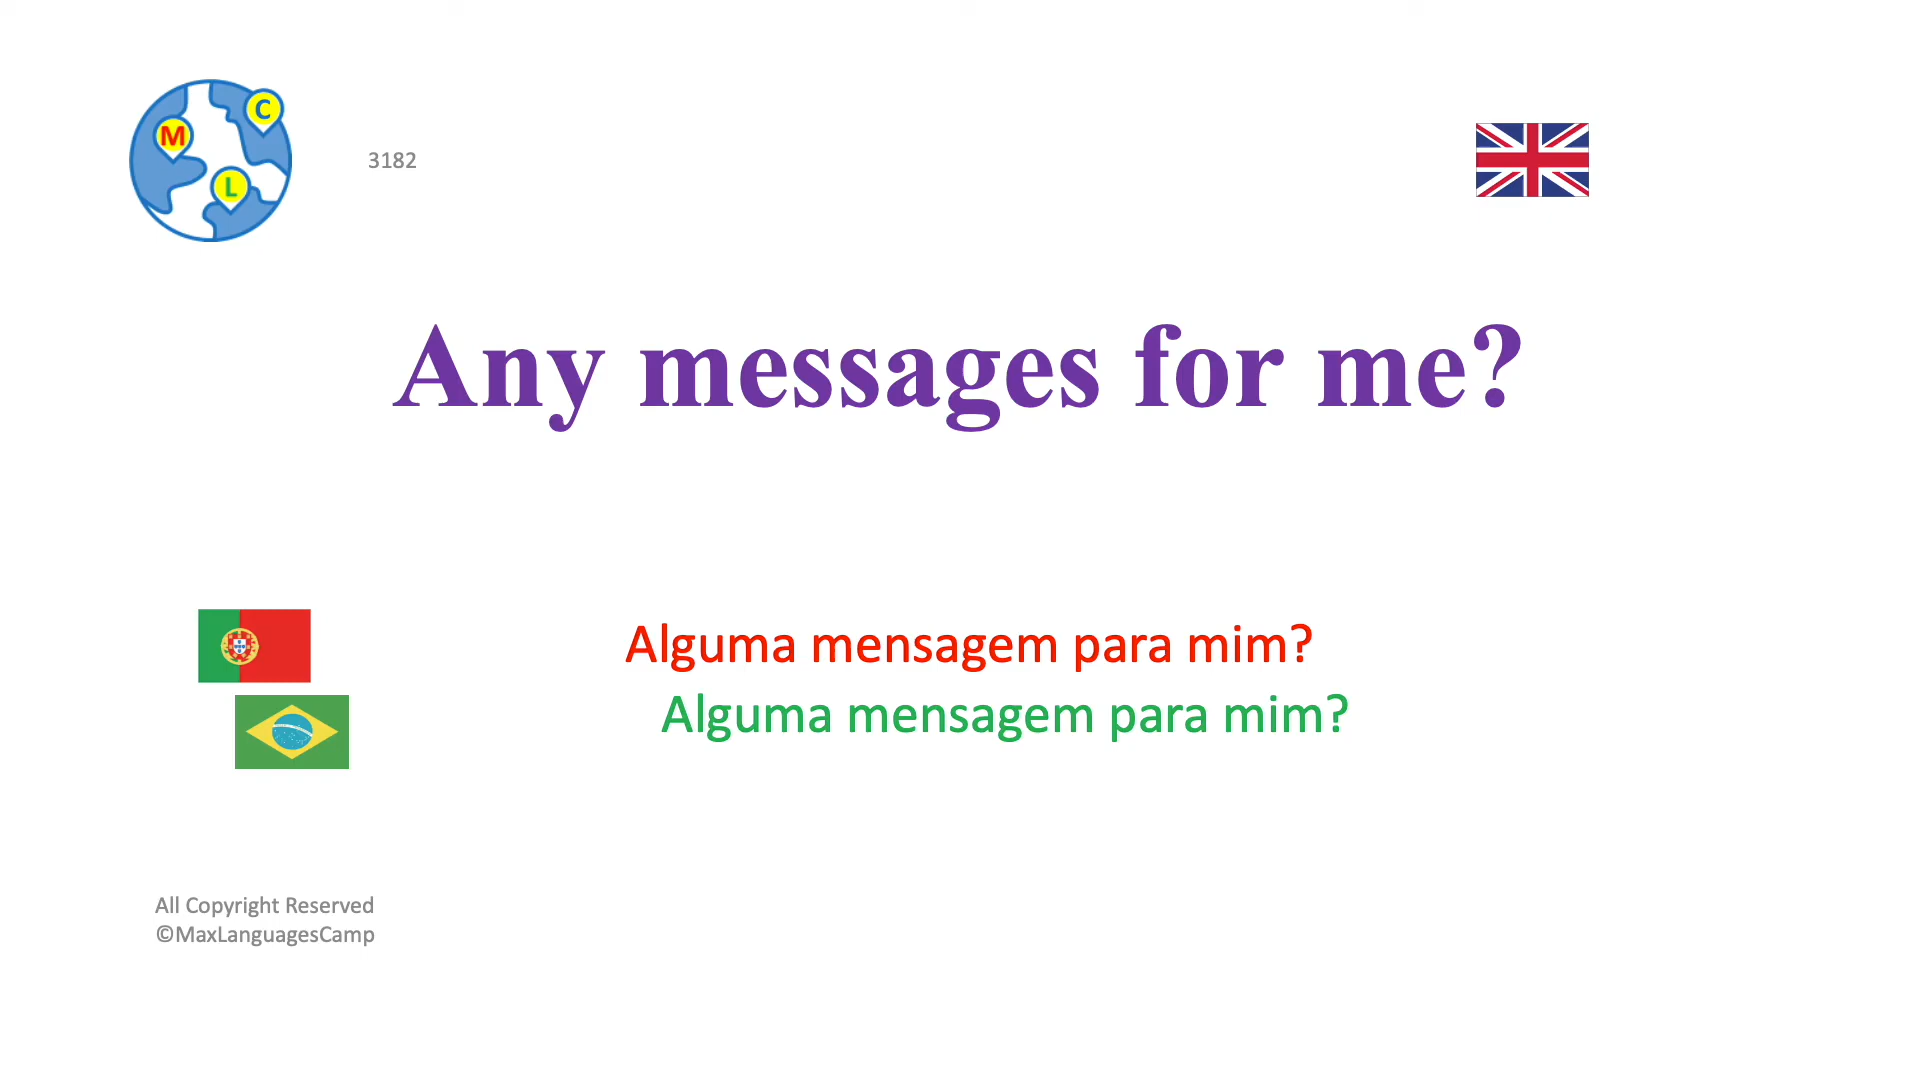 M
C
L
3182
Any messages for me?
Alguma mensagem para mim?
Alguma mensagem para mim?
All Copyright Reserved
©MaxLanguagesCamp